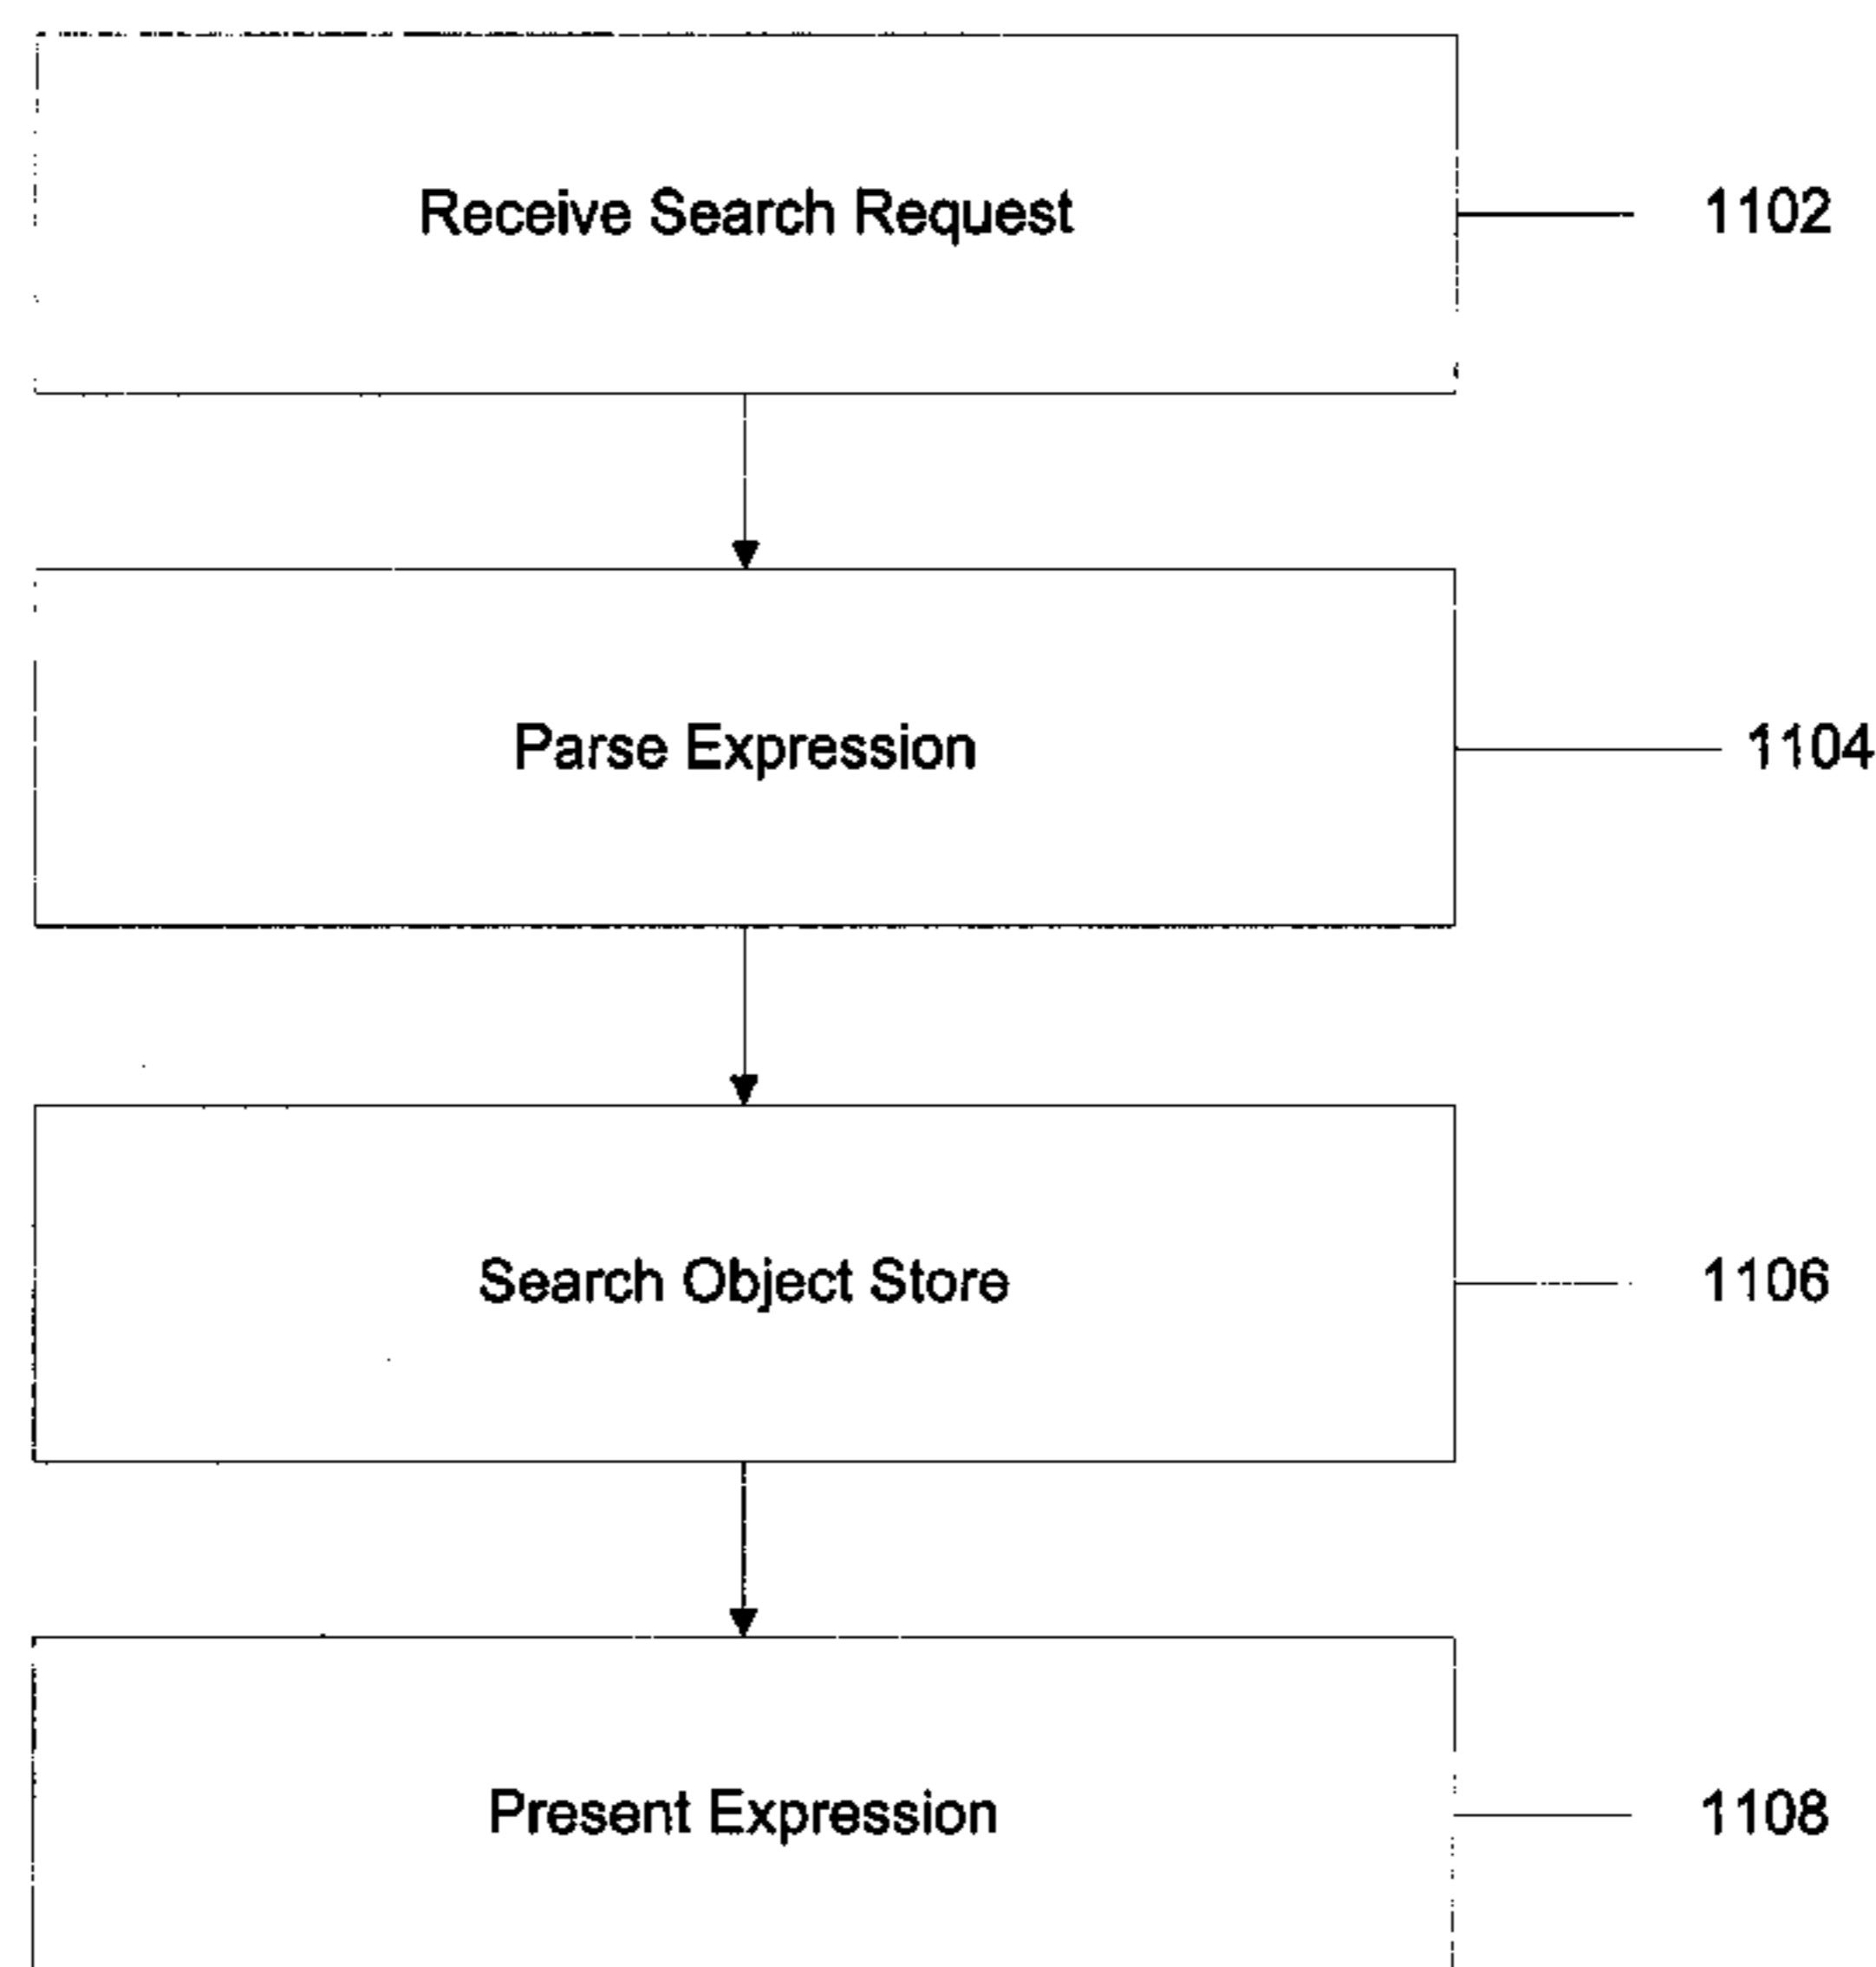 Receive Search Request
1102
Parse Expression
1104
Search Object Store
1106
Present Expression
1108